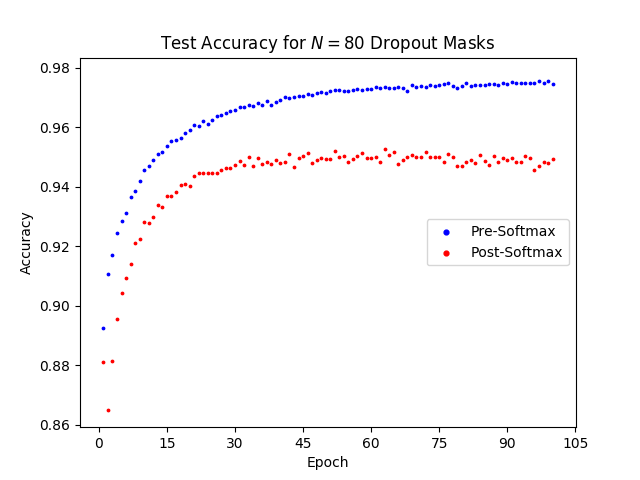 Test Accuracy for N = 80 Dropout Masks
0.98
0.96
0.94
0.92
0.90
0.88
0.86
Accuracy
Pre-Softmax
Post-Softmax
0 15 30 45 60 75 90 105
Epoch